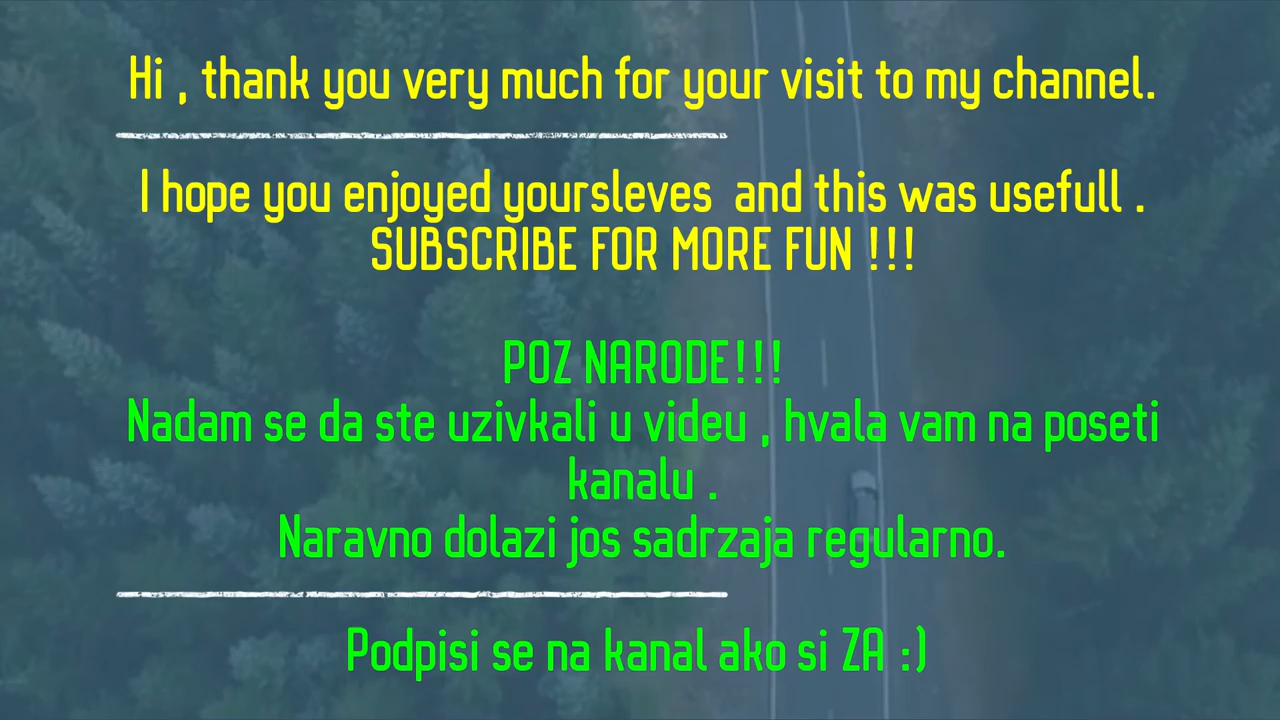 Hi , thank you very much for your visit to my channel.
I hope you enjoyed yoursleves and this was usefull .
SUBSCRIBE FOR MORE FUN !!!
POZ NARODE!!!
Nadam se da ste uzivkali u videu , hvala vam na poseti
kanalu .
Naravno dolazi jos sadrzaja regularno.
Podpisi se na kanal ako si ZA :)